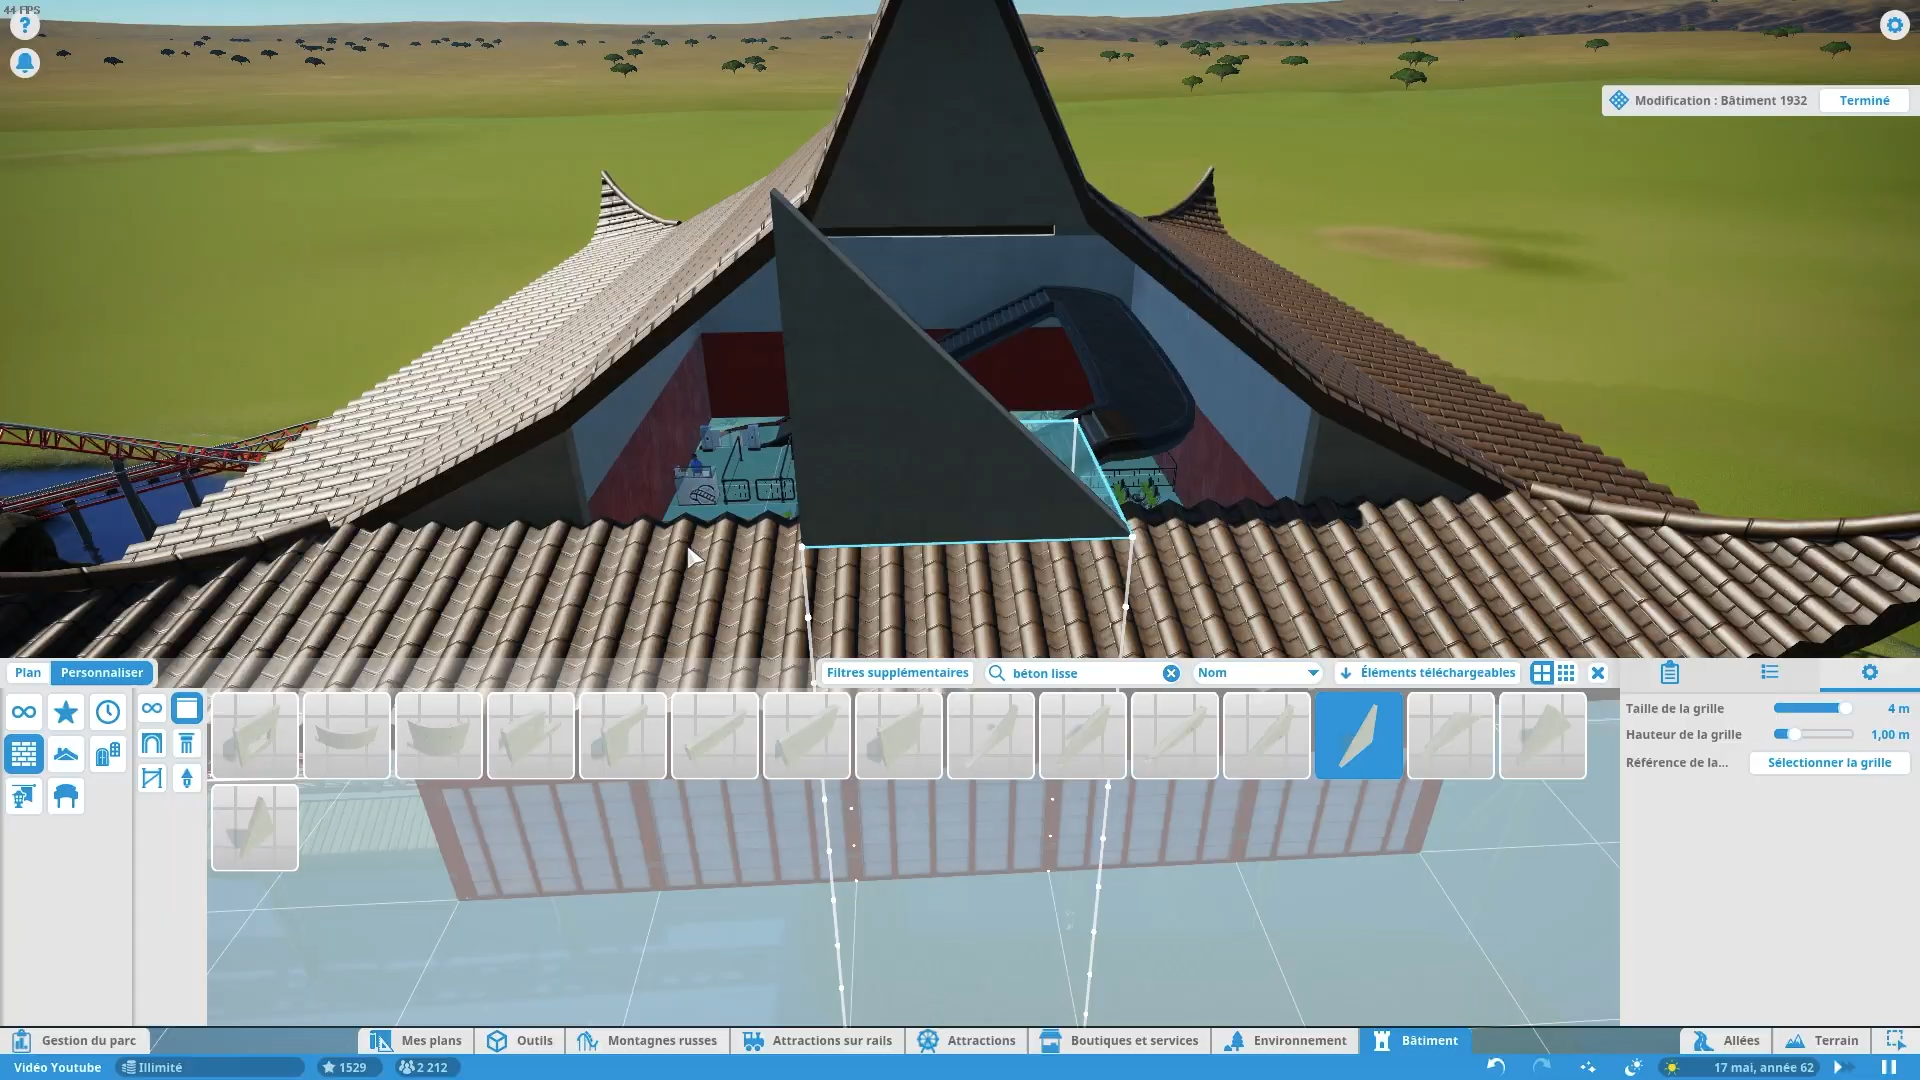 44 FPS
?
Modification : Bâtiment 1932
Terminé
Plan
Personnaliser
Filtres supplémentaires
béton lisse
Nom
Éléments téléchargeables
Taille de la grille
4 m
Hauteur de la grille
1,00 m
Référence de la...
Sélectionner la grille
Gestion du parc
Mes plans
Outils
Montagnes russes
Attractions sur rails
Attractions
Boutiques et services
Environnement
Bâtiment
Allées
Terrain
Vidéo Youtube
Illimité
1529
2 212
17 mai, année 62